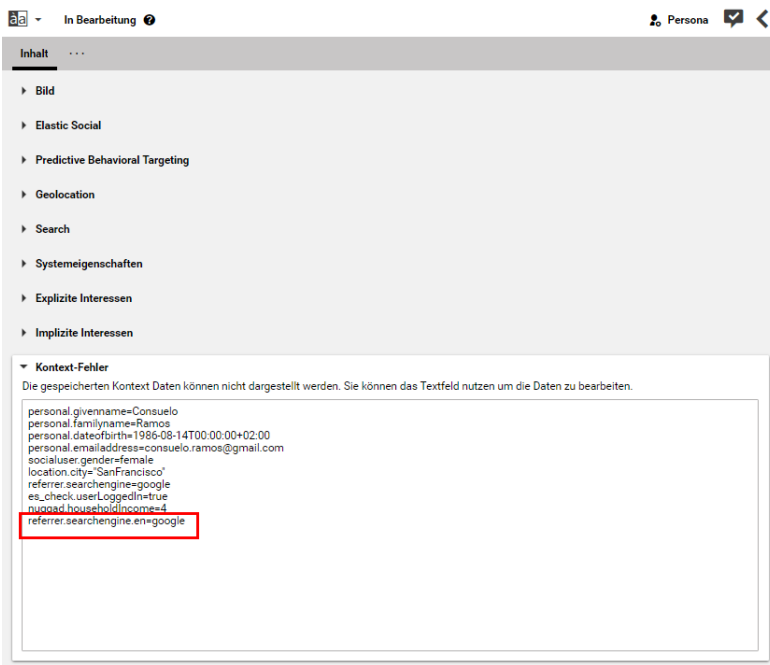 āa
In Bearbeitung ?
Persona
Inhalt ...
Bild
Elastic Social
Predictive Behavioral Targeting
Geolocation
Search
Systemeigenschaften
Explizite Interessen
Implizite Interessen
Kontext-Fehler
Die gespeicherten Kontext Daten können nicht dargestellt werden. Sie können das Textfeld nutzen um die Daten zu bearbeiten.
personal.givenname=Consuelo
personal.familyname=Ramos
personal.dateofbirth=1986-08-14T00:00:00+02:00
personal.emailaddress=consuelo.ramos@gmail.com
socialuser.gender=female
location.city="SanFrancisco"
referrer.searchengine=google
es_check.userLoggedIn=true
nuggad.householdIncome=4
referrer.searchengine.en=google